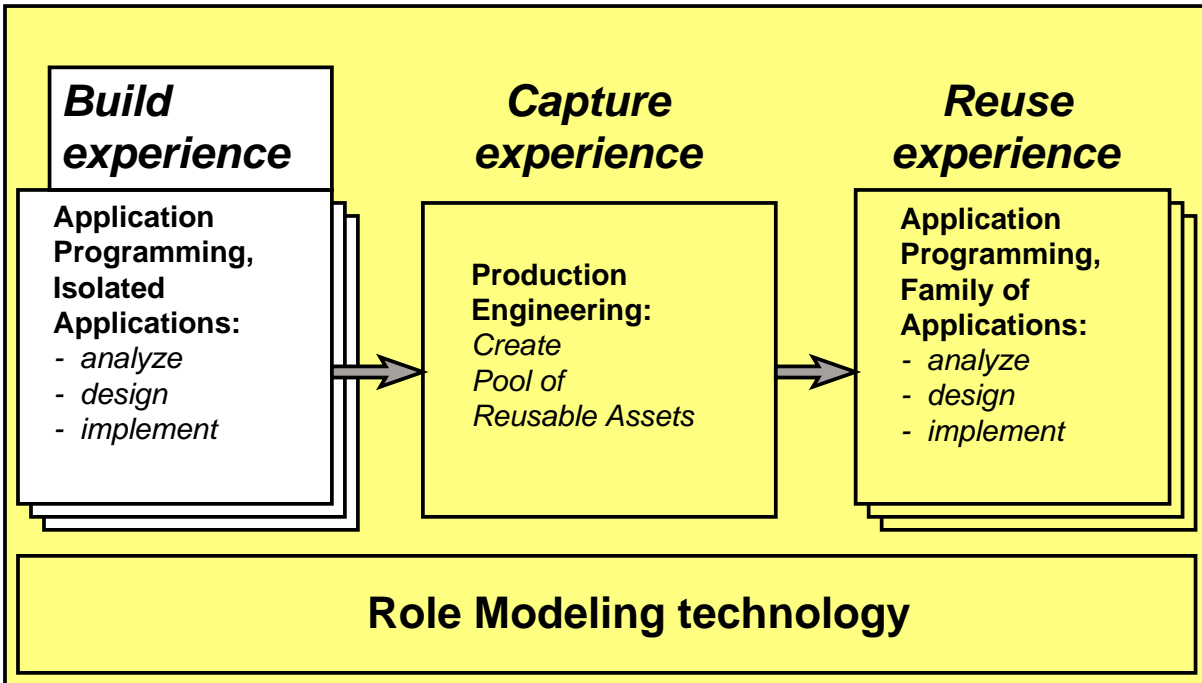 Build
experience
Application
Programming,
Isolated
Applications:
- analyze
- design
- implement
Capture
experience
Production
Engineering:
Create
Pool of
Reusable Assets
Reuse
experience
Application
Programming,
Family of
Applications:
- analyze
- design
- implement
Role Modeling technology